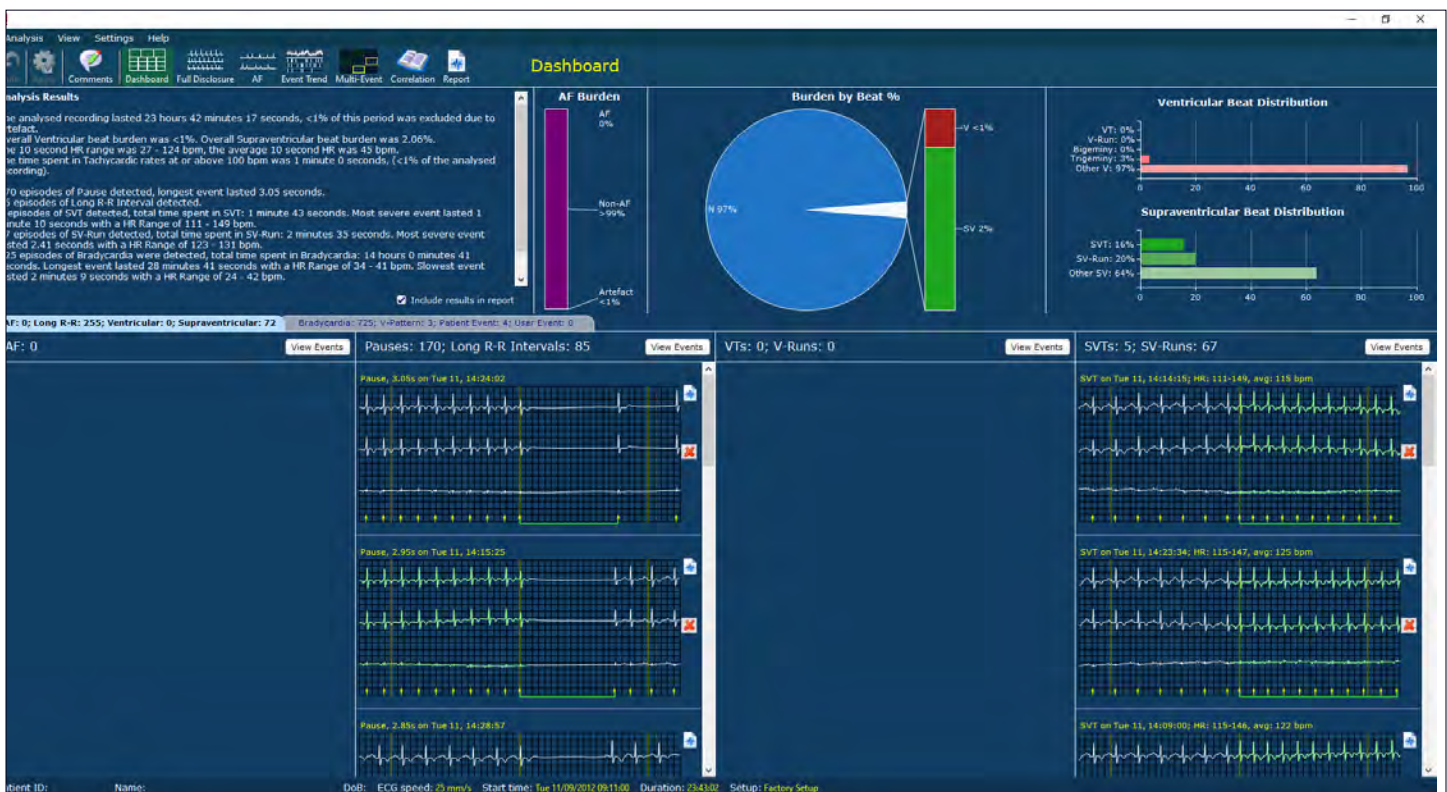 Analysis View Settings Help
Comments Dashboard Full Disclosure AF Event Trend Multi-Event Correlation Report
Dashboard
nalysis Results
he analysed recording lasted 23 hours 42 minutes 17 seconds, <1% of this period was excluded due to
rtefact.
verall Ventricular beat burden was <1%. Overall Supraventricular beat burden was 2.06%.
he 10 second HR range was 27 - 124 bpm, the average 10 second HR was 45 bpm.
he time spent in Tachycardic rates at or above 100 bpm was 1 minute 0 seconds, (<1% of the analysed
cording).
70 episodes of Pause detected, longest event lasted 3.05 seconds.
5 episodes of Long R-R Interval detected.
episodes of SVT detected, total time spent in SVT: 1 minute 43 seconds. Most severe event lasted 1
nute 10 seconds with a HR Range of 111 - 149 bpm.
7 episodes of SV-Run detected, total time spent in SV-Run: 2 minutes 35 seconds. Most severe event
sted 2.41 seconds with a HR Range of 123 - 131 bpm.
25 episodes of Bradycardia were detected, total time spent in Bradycardia: 14 hours 0 minutes 41
econds. Longest event lasted 28 minutes 41 seconds with a HR Range of 34 - 41 bpm. Slowest event
sted 2 minutes 9 seconds with a HR Range of 24 - 42 bpm.
Include results in report
AF Burden
AF
0%
Non-AF
>99%
Artefact
<1%
Burden by Beat %
N 97%
V <1%
SV 2%
Ventricular Beat Distribution
VT: 0%
V-Run: 0%
Bigeminy: 0%
Trigeminy: 3%
Other V: 97%
0 20 40 60 80 100
Supraventricular Beat Distribution
SVT: 16%
SV-Run: 20%
Other SV: 64%
0 20 40 60 80 100
AF: 0; Long R-R: 255; Ventricular: 0; Supraventricular: 72
Bradycardia: 725; V-Pattern: 3; Patient Event: 4; User Event: 0
AF: 0
View Events
Pauses: 170; Long R-R Intervals: 85
View Events
VTs: 0; V-Runs: 0
View Events
SVTs: 5; SV-Runs: 67
View Events
Pause, 3.05s on Tue 11, 14:24:02
Pause, 2.95s on Tue 11, 14:15:25
Pause, 2.85s on Tue 11, 14:28:57
SVT on Tue 11, 14:14:15; HR: 111-149, avg: 115 bpm
SVT on Tue 11, 14:23:34; HR: 115-147, avg: 125 bpm
SVT on Tue 11, 14:09:00; HR: 115-146, avg: 122 bpm
tient ID: Name: DoB: ECG speed: 25 mm/s Start time: Tue 11/09/2012 09:11:00 Duration: 23:43:02 Setup: Factory Setup